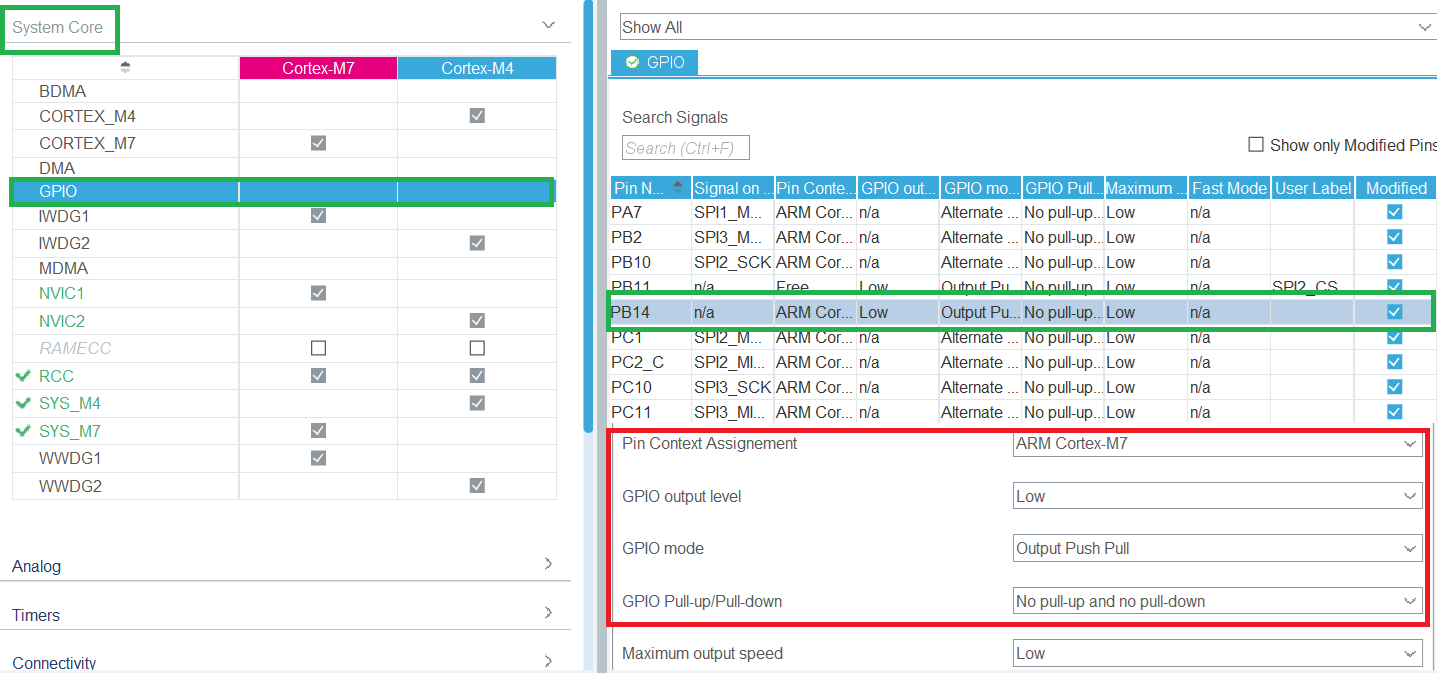 System Core
Cortex-M7 Cortex-M4
BDMA
CORTEX_M4
CORTEX_M7
DMA
GPIO
IWDG1
IWDG2
MDMA
NVIC1
NVIC2
RAMECC
RCC
SYS_M4
SYS_M7
WWDG1
WWDG2
Analog
Timers
Connectivity
Show All
GPIO
Search Signals
Search (Ctrl+F)
Show only Modified Pins
Pin N... Signal on ... Pin Conte... GPIO out... GPIO mo... GPIO Pull... Maximum ... Fast Mode User Label Modified
PA7 SPI1_M... ARM Cor... n/a Alternate ... No pull-up... Low n/a
PB2 SPI3_M... ARM Cor... n/a Alternate ... No pull-up... Low n/a
PB10 SPI2_SCK ARM Cor... n/a Alternate ... No pull-up... Low n/a
PB11 n/a Free Low Output Pu... No pull-up... Low n/a SPI2_CS
PB14 n/a ARM Cor... Low Output Pu... No pull-up... Low n/a
PC1 SPI2_M... ARM Cor... n/a Alternate ... No pull-up... Low n/a
PC2_C SPI2_MI... ARM Cor... n/a Alternate ... No pull-up... Low n/a
PC10 SPI3_SCK ARM Cor... n/a Alternate ... No pull-up... Low n/a
PC11 SPI3_MI... ARM Cor... n/a Alternate ... No pull-up... Low n/a
Pin Context Assignement ARM Cortex-M7
GPIO output level Low
GPIO mode Output Push Pull
GPIO Pull-up/Pull-down No pull-up and no pull-down
Maximum output speed Low